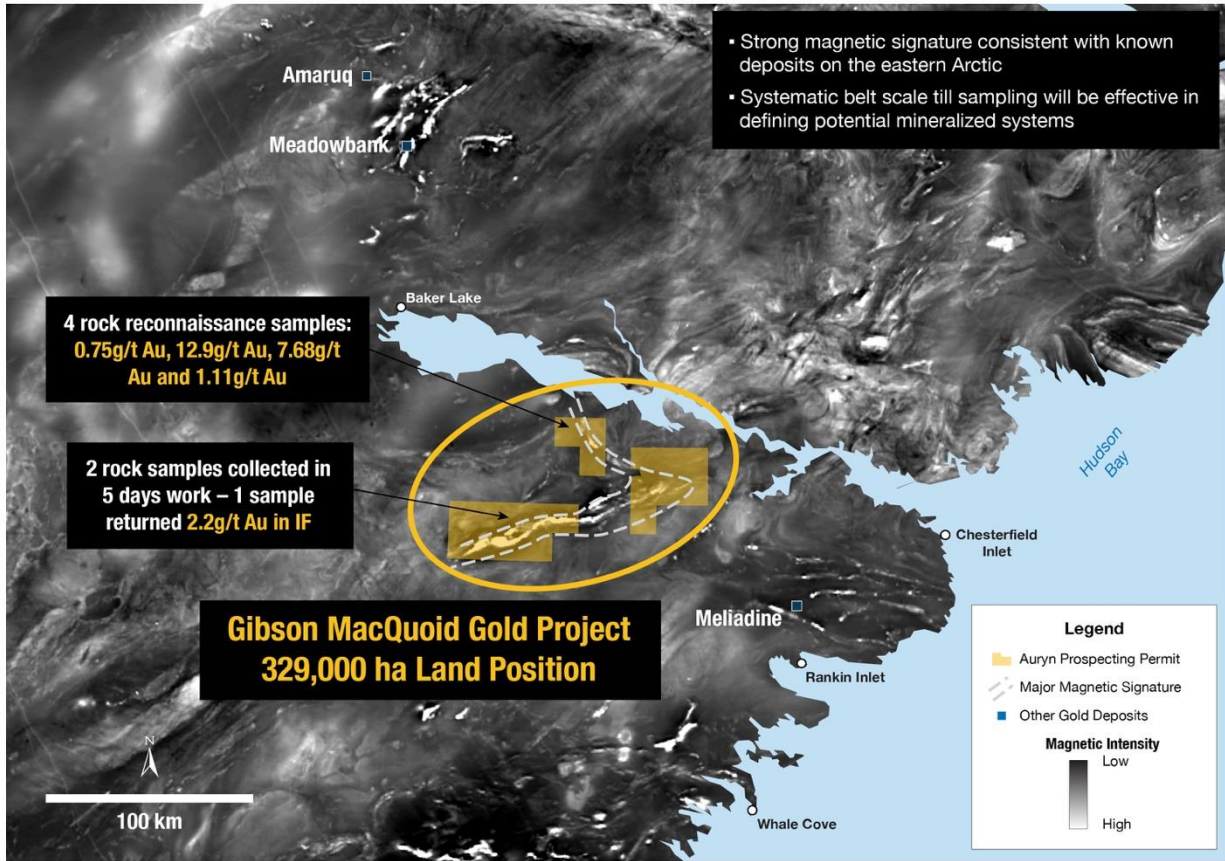 ▪ Strong magnetic signature consistent with known
deposits on the eastern Arctic
▪ Systematic belt scale till sampling will be effective in
defining potential mineralized systems
Amaruq
Meadowbank
Baker Lake
4 rock reconnaissance samples:
0.75g/t Au, 12.9g/t Au, 7.68g/t
Au and 1.11g/t Au
2 rock samples collected in
5 days work – 1 sample
returned 2.2g/t Au in IF
Hudson
Bay
Chesterfield
Inlet
Meliadine
Gibson MacQuoid Gold Project
329,000 ha Land Position
Rankin Inlet
Legend
Auryn Prospecting Permit
Major Magnetic Signature
Other Gold Deposits
Magnetic Intensity
Low
High
N
100 km
Whale Cove